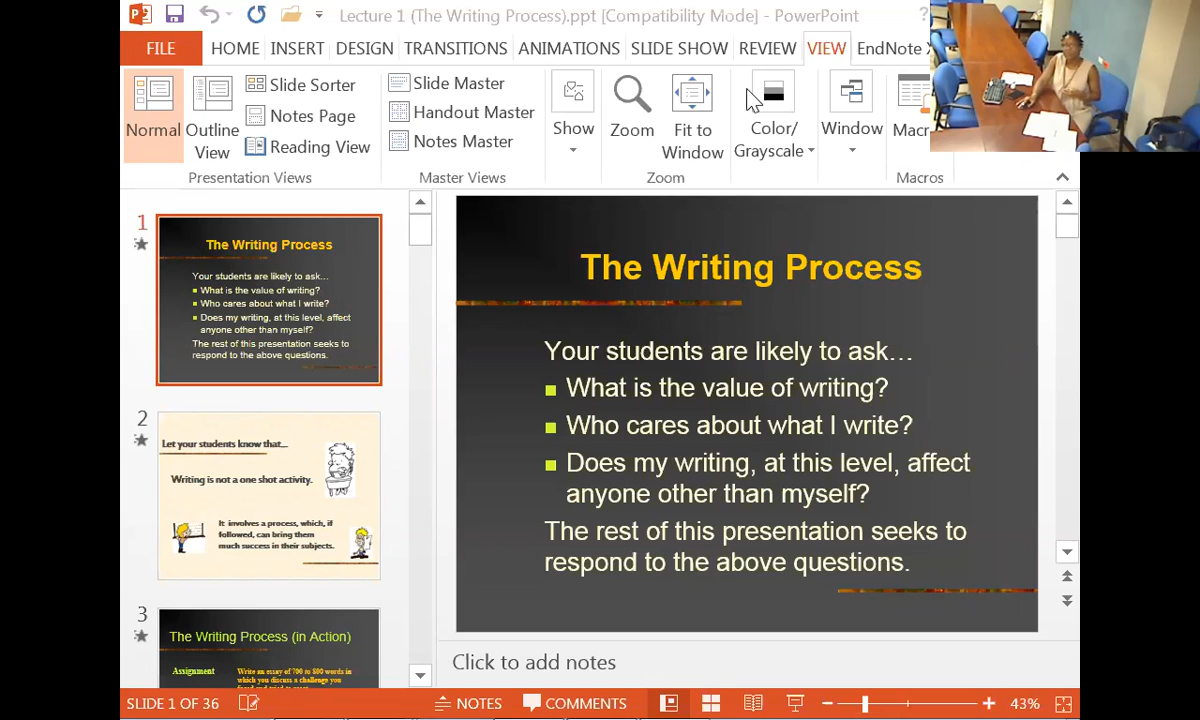 Lecture 1 (The Writing Process).ppt [Compatibility Mode] - PowerPoint
?
FILE HOME INSERT DESIGN TRANSITIONS ANIMATIONS SLIDE SHOW REVIEW VIEW EndNote
Normal
Outline View
Slide Sorter
Notes Page
Reading View
Presentation Views
Slide Master
Handout Master
Notes Master
Master Views
Show
Zoom
Fit to Window
Zoom
Color/ Grayscale
Window
Macros
1
The Writing Process
Your students are likely to ask...
What is the value of writing?
Who cares about what I write?
Does my writing, at this level, affect
anyone other than myself?
The rest of this presentation seeks to
respond to the above questions.
2
Let your students know that...
Writing is not a one shot activity.
It involves a process, which, if
followed, can bring them
much success in their subjects.
3
The Writing Process (in Action)
Assignment
Write an essay of 700 to 800 words in
which you discuss a challenge you
The Writing Process
Your students are likely to ask…
What is the value of writing?
Who cares about what I write?
Does my writing, at this level, affect
anyone other than myself?
The rest of this presentation seeks to
respond to the above questions.
Click to add notes
SLIDE 1 OF 36 NOTES COMMENTS 43%